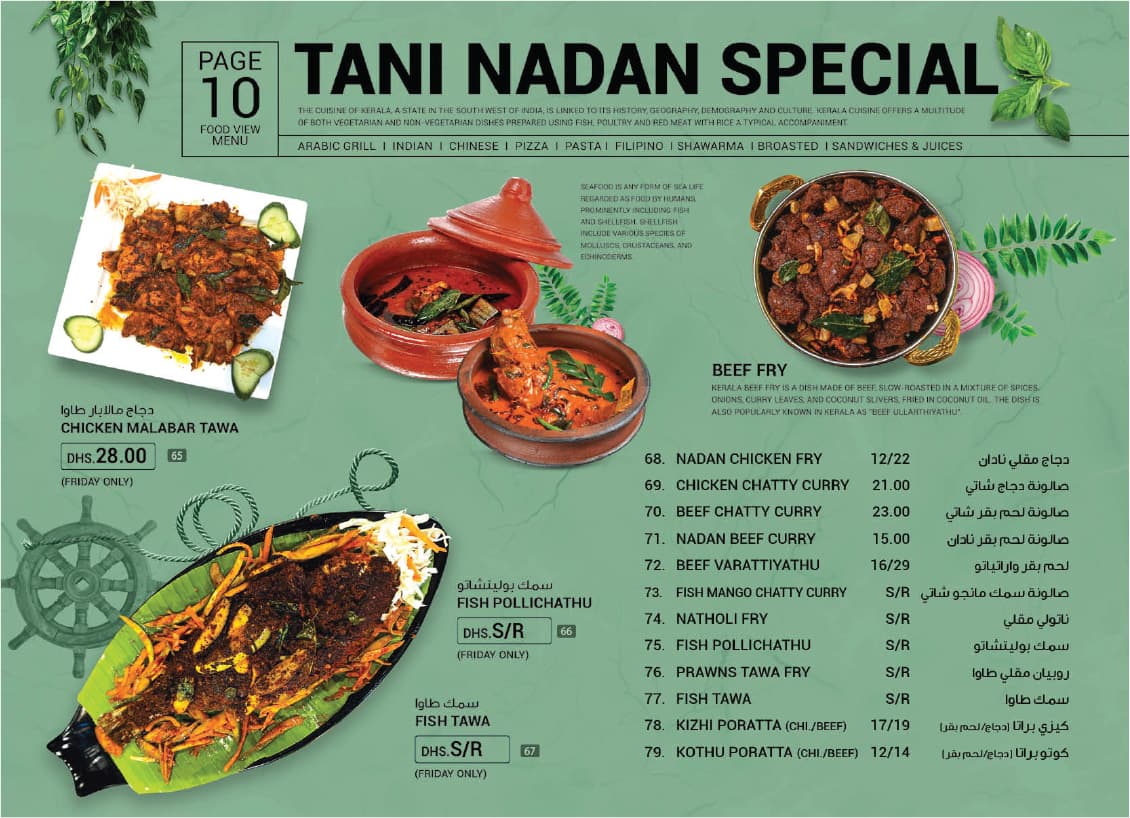 PAGE
10
FOOD VIEW
MENU
TANI NADAN SPECIAL
THE CUISINE OF KERALA, A STATE IN THE SOUTH WEST OF INDIA, IS LINKED TO ITS HISTORY, GEOGRAPHY, DEMOGRAPHY AND CULTURE. KERALA CUISINE OFFERS A MULTITUDE
OF BOTH VEGETARIAN AND NON-VEGETARIAN DISHES PREPARED USING FISH, POULTRY AND RED MEAT WITH RICE A TYPICAL ACCOMPANIMENT.
ARABIC GRILL I INDIAN I CHINESE I PIZZA I PASTA I FILIPINO I SHAWARMA I BROASTED I SANDWICHES & JUICES
SEAFOOD IS ANY FORM OF SEA LIFE
REGARDED AS FOOD BY HUMANS,
PROMINENTLY INCLUDING FISH
AND SHELLFISH. SHELLFISH
INCLUDE VARIOUS SPECIES OF
MOLLUSCS, CRUSTACEANS, AND
ECHINODERMS.
BEEF FRY
KERALA BEEF FRY IS A DISH MADE OF BEEF, SLOW-ROASTED IN A MIXTURE OF SPICES,
ONIONS, CURRY LEAVES, AND COCONUT SLIVERS, FRIED IN COCONUT OIL. THE DISH IS
ALSO POPULARLY KNOWN IN KERALA AS "BEEF ULLARTHIYATHU".
دجاج مالابار طاوا
CHICKEN MALABAR TAWA
DHS.28.00 65
(FRIDAY ONLY)
سمك بوليتشاتو
FISH POLLICHATHU
DHS.S/R 66
(FRIDAY ONLY)
سمك طاوا
FISH TAWA
DHS.S/R 67
(FRIDAY ONLY)
68. NADAN CHICKEN FRY 12/22 دجاج مقلي نادان
69. CHICKEN CHATTY CURRY 21.00 صالونة دجاج شاتي
70. BEEF CHATTY CURRY 23.00 صالونة لحم بقر شاتي
71. NADAN BEEF CURRY 15.00 صالونة لحم بقر نادان
72. BEEF VARATTIYATHU 16/29 لحم بقر واراتياتو
73. FISH MANGO CHATTY CURRY S/R صالونة سمك مانجو شاتي
74. NATHOLI FRY S/R ناتولي مقلي
75. FISH POLLICHATHU S/R سمك بوليتشاتو
76. PRAWNS TAWA FRY S/R روبيان مقلي طاوا
77. FISH TAWA S/R سمك طاوا
78. KIZHI PORATTA (CHI./BEEF) 17/19 كيزي براتا (دجاج/لحم بقر)
79. KOTHU PORATTA (CHI./BEEF) 12/14 كوتو براتا (دجاج/لحم بقر)